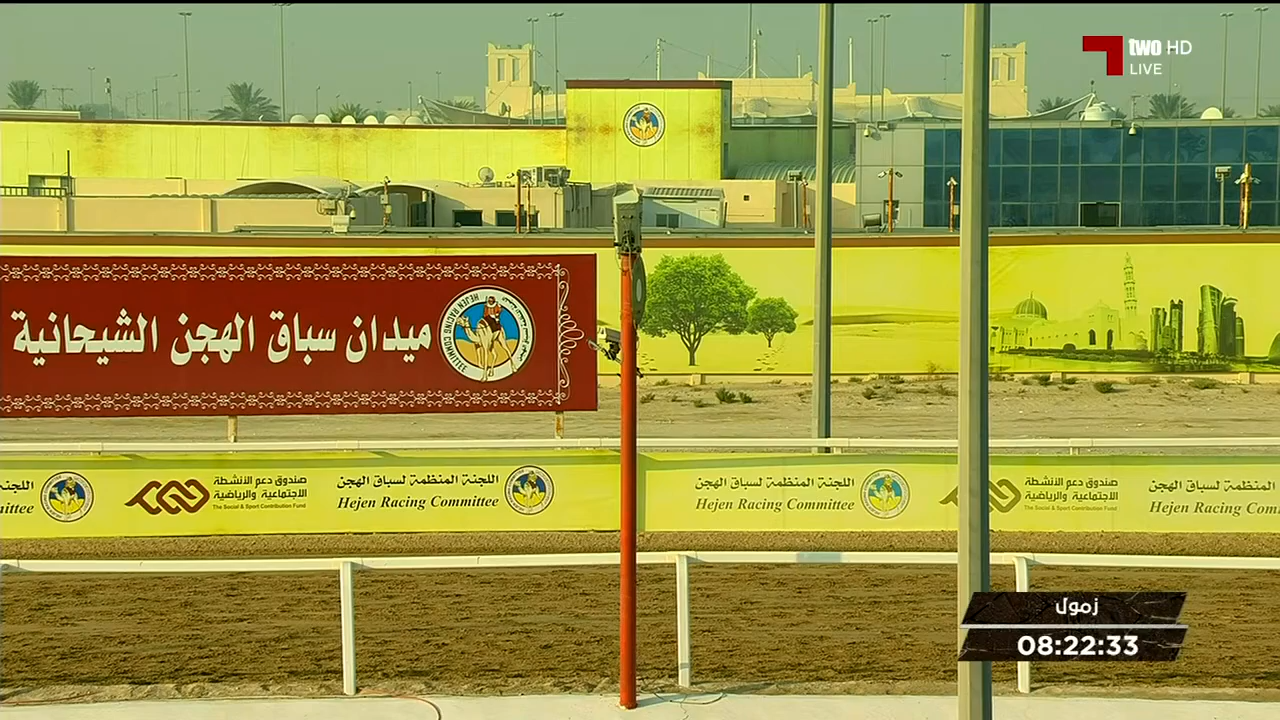 two HD
LIVE
ميدان سباق الهجن الشيحانية
HEJEN RACING COMMITTEE
اللجنة
mittee
صندوق دعم الأنشطة
الاجتماعية والرياضية
The Social & Sport Contribution Fund
اللجنة المنظمة لسباق الهجن
Hejen Racing Committee
اللجنة المنظمة لسباق الهجن
Hejen Racing Committee
صندوق دعم الأنشطة
الاجتماعية والرياضية
The Social & Sport Contribution Fund
المنظمة لسباق الهجن
Hejen Racing Com
زمول
08:22:33